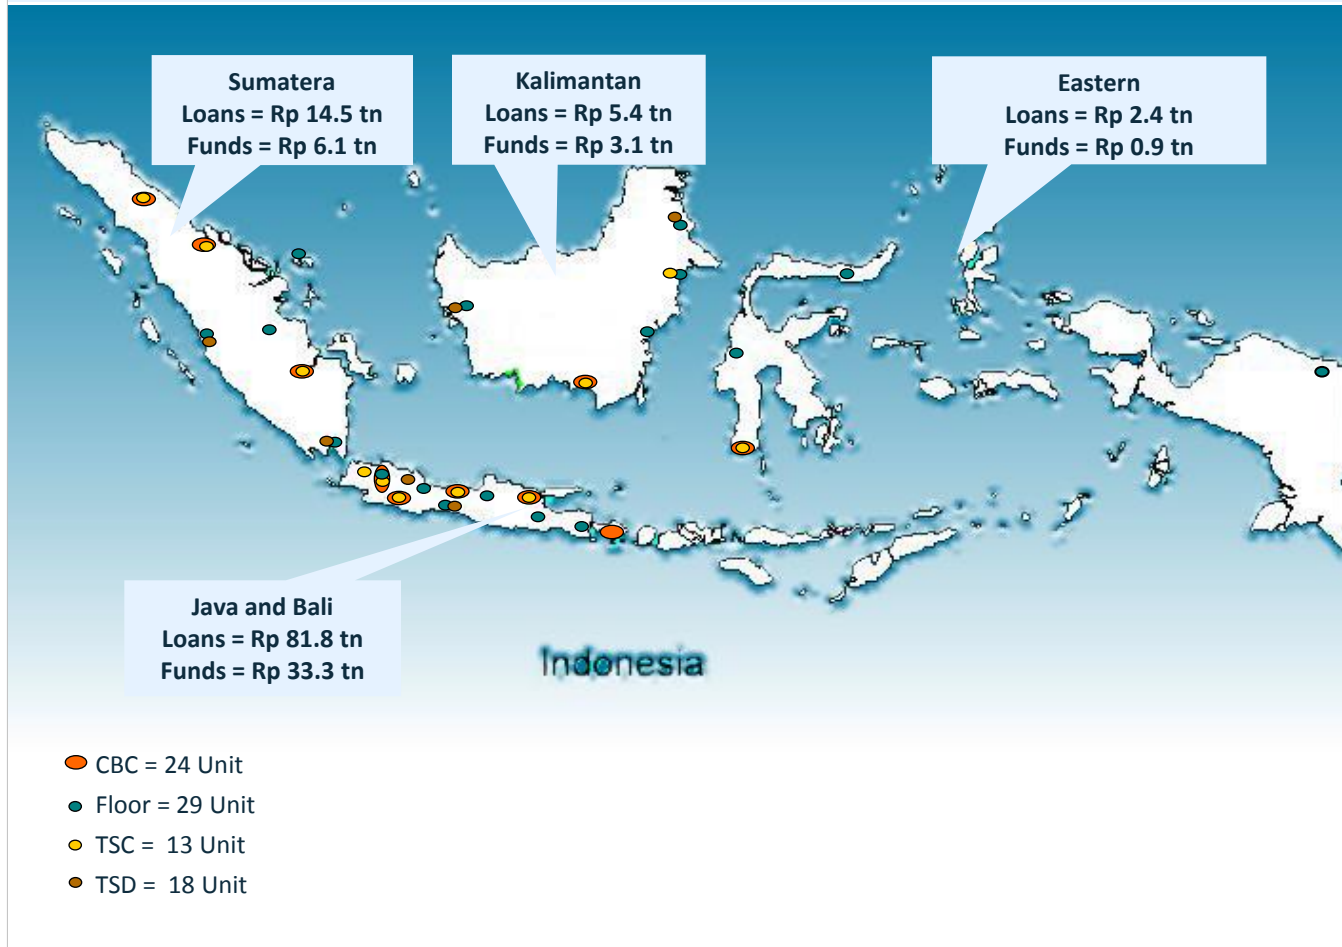 Sumatera
Loans = Rp 14.5 tn
Funds = Rp 6.1 tn
Kalimantan
Loans = Rp 5.4 tn
Funds = Rp 3.1 tn
Eastern
Loans = Rp 2.4 tn
Funds = Rp 0.9 tn
Java and Bali
Loans = Rp 81.8 tn
Funds = Rp 33.3 tn
Indonesia
CBC = 24 Unit
Floor = 29 Unit
TSC = 13 Unit
TSD = 18 Unit